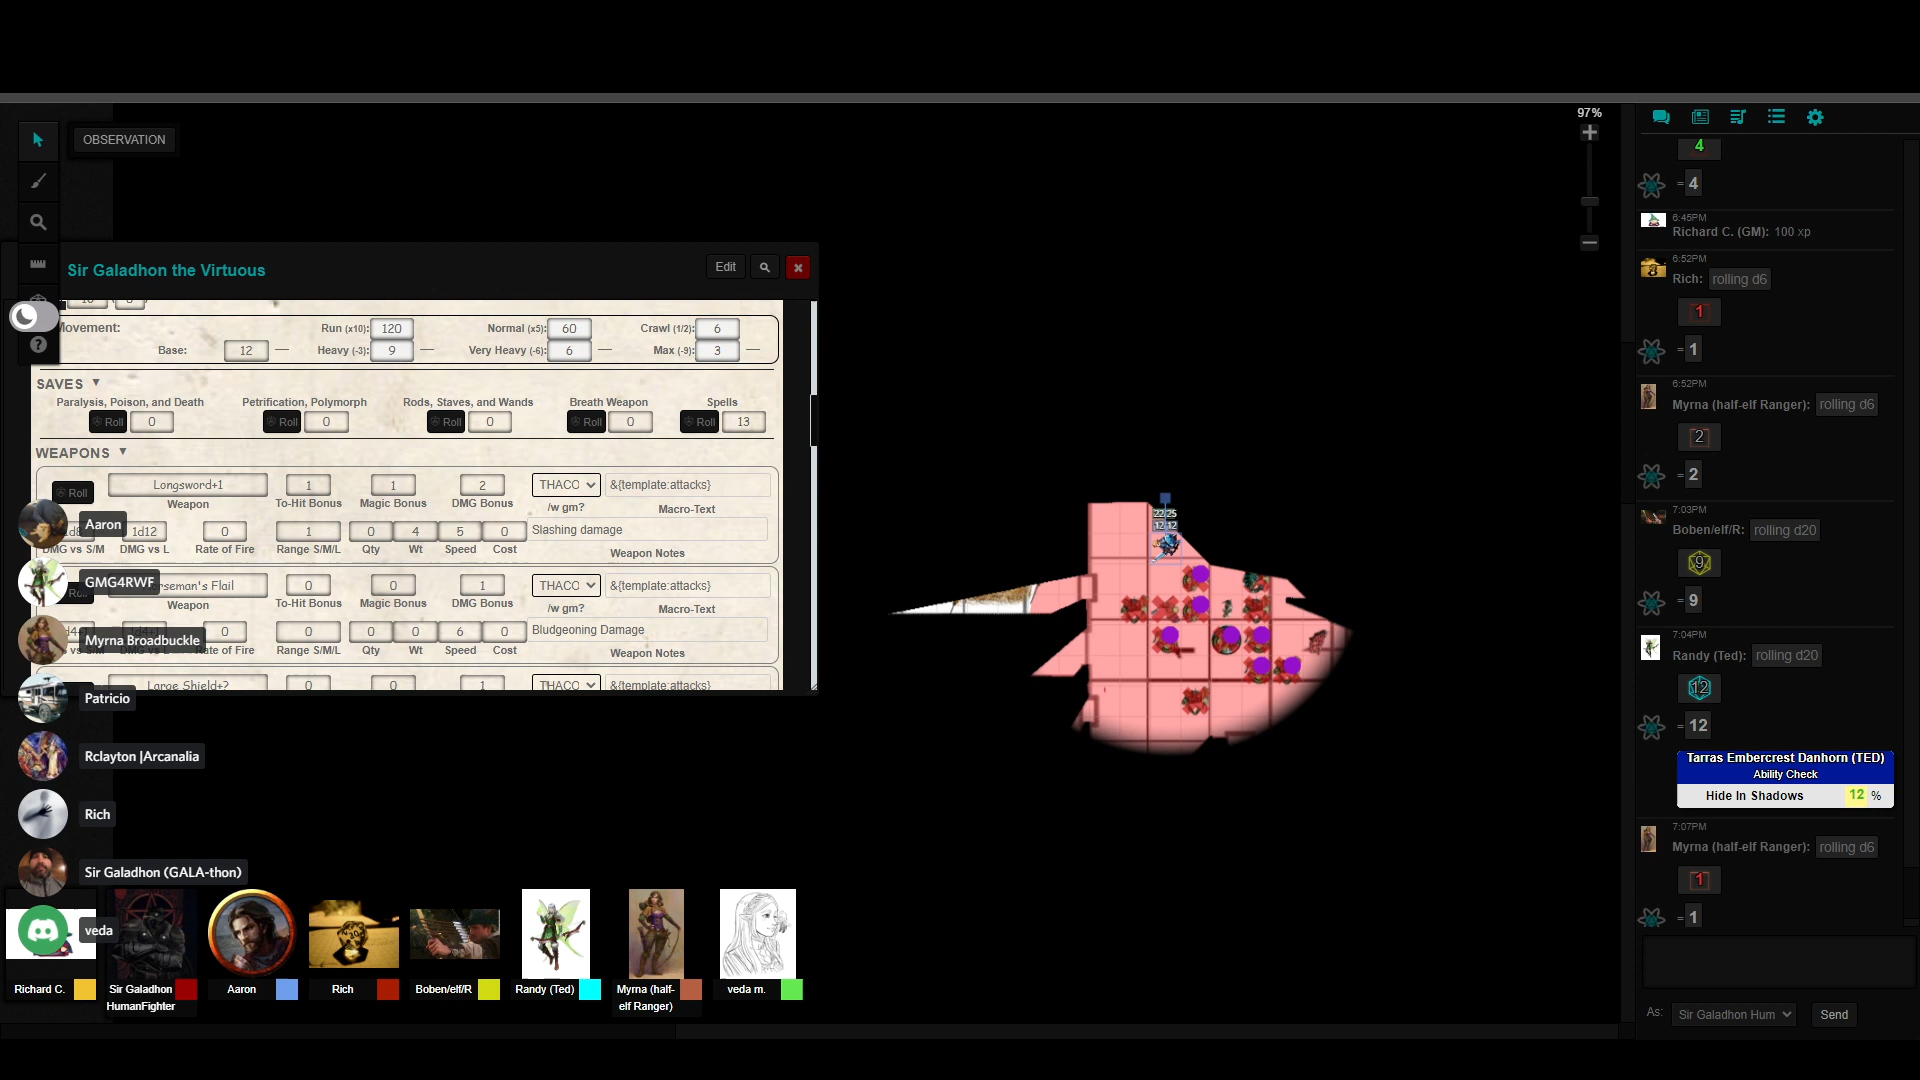 97%
OBSERVATION
Sir Galadhon the Virtuous
Edit
Movement:
Run (x10): 120
Normal (x5): 60
Crawl (1/2): 6
Base: 12
Heavy (-3): 9
Very Heavy (-6): 6
Max (-9): 3
SAVES
Paralysis, Poison, and Death
Petrification, Polymorph
Rods, Staves, and Wands
Breath Weapon
Spells
Roll 0
Roll 0
Roll 0
Roll 0
Roll 13
WEAPONS
Roll
Longsword+1
1
1
2
THAC0
&{template:attacks}
Weapon
To-Hit Bonus
Magic Bonus
DMG Bonus
/w gm?
Macro-Text
1d12
0
1
0
4
5
0
Slashing damage
DMG vs S/M
DMG vs L
Rate of Fire
Range S/M/L
Qty
Wt
Speed
Cost
Weapon Notes
rseman's Flail
0
0
1
THAC0
&{template:attacks}
Weapon
To-Hit Bonus
Magic Bonus
DMG Bonus
/w gm?
Macro-Text
0
0
0
0
6
0
Bludgeoning Damage
Rate of Fire
Range S/M/L
Qty
Wt
Speed
Cost
Weapon Notes
Large Shield+?
0
0
1
THAC0
&{template:attacks}
Aaron
GMG4RWF
Myrna Broadbuckle
Patricio
Rclayton |Arcanalia
Rich
Sir Galadhon (GALA-thon)
veda
Richard C.
Sir Galadhon
HumanFighter
Aaron
Rich
Boben/elf/R
Randy (Ted)
Myrna (half-
elf Ranger)
veda m.
22 25
12 12
4
= 4
6:45PM
Richard C. (GM): 100 xp
6:52PM
Rich: rolling d6
1
= 1
6:52PM
Myrna (half-elf Ranger): rolling d6
2
= 2
7:03PM
Boben/elf/R: rolling d20
9
= 9
7:04PM
Randy (Ted): rolling d20
12
= 12
Tarras Embercrest Danhorn (TED)
Ability Check
Hide In Shadows 12 %
7:07PM
Myrna (half-elf Ranger): rolling d6
1
= 1
As: Sir Galadhon Hum
Send